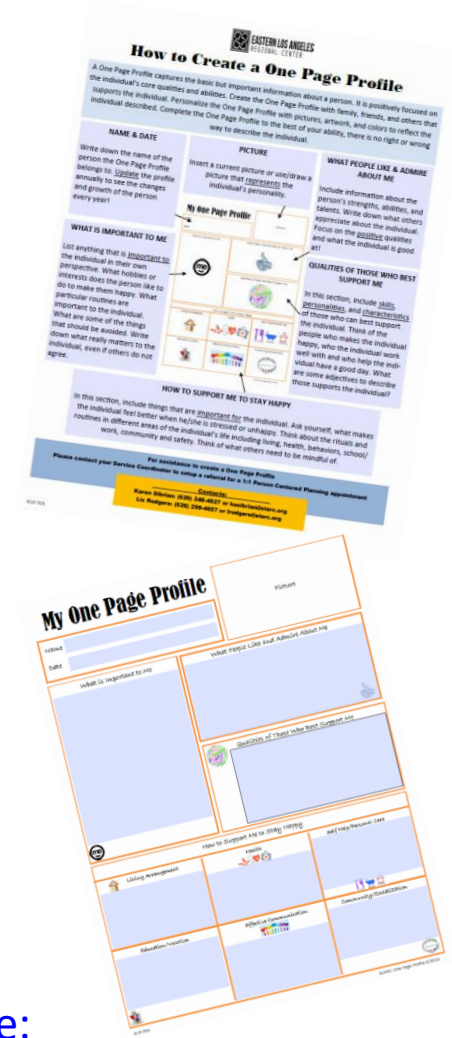 EASTERN LOS ANGELES
REGIONAL CENTER
How to Create a One Page Profile
A One Page Profile captures the basic but important information about a person. It is positively focused on
the individual's core qualities and abilities. Create the One Page Profile with family, friends, and others that
supports the individual. Personalize the One Page Profile with pictures, artwork, and colors to reflect the
individual described. Complete the One Page Profile to the best of your ability, there is no right or wrong
way to describe the individual.
NAME & DATE
Write down the name of the
person the One Page Profile
belongs to. Update the profile
annually to see the changes
and growth of the person
every year!
PICTURE
Insert a current picture or use/draw a
picture that represents the
individual's personality.
WHAT PEOPLE LIKE & ADMIRE
ABOUT ME
Include information about the
person's strengths, abilities, and
talents. Write down what others
appreciate about the individual.
Focus on the positive qualities
and what the individual is good
at!
My One Page Profile
WHAT IS IMPORTANT TO ME
List anything that is important to
the individual in their own
perspective. What hobbies or
interests does the person like to
do to make them happy. What
particular routines are
important to the individual.
What are some of the things
that should be avoided. Write
down what really matters to the
individual, even if others do not
agree.
QUALITIES OF THOSE WHO BEST
SUPPORT ME
In this section, include skills,
personalities, and characteristics
of those who can best support
the individual. Think of the
people who makes the individual
happy, who the individual work
well with and who help the indi-
vidual have a good day. What
are some adjectives to describe
those supports the individual?
HOW TO SUPPORT ME TO STAY HAPPY
In this section, include things that are important for the individual. Ask yourself, what makes
the individual feel better when he/she is stressed or unhappy. Think about the rituals and
routines in different areas of the individual's life including living, health, behaviors, school/
work, community and safety. Think of what others need to be mindful of.
For assistance to create a One Page Profile
Please contact your Service Coordinator to setup a referral for a 1:1 Person Centered Planning appointment
Contacts:
My One Page Profile
Picture
Name
Date
What is Important to Me
What People Like and Admire About Me
Qualities of Those Who Best Support Me
me
How to Support Me to Stay Happy
Living Arrangement
Health
Self Help/Personal Care
Education/Vocation
Effective Communication
Community/Socialization
e: